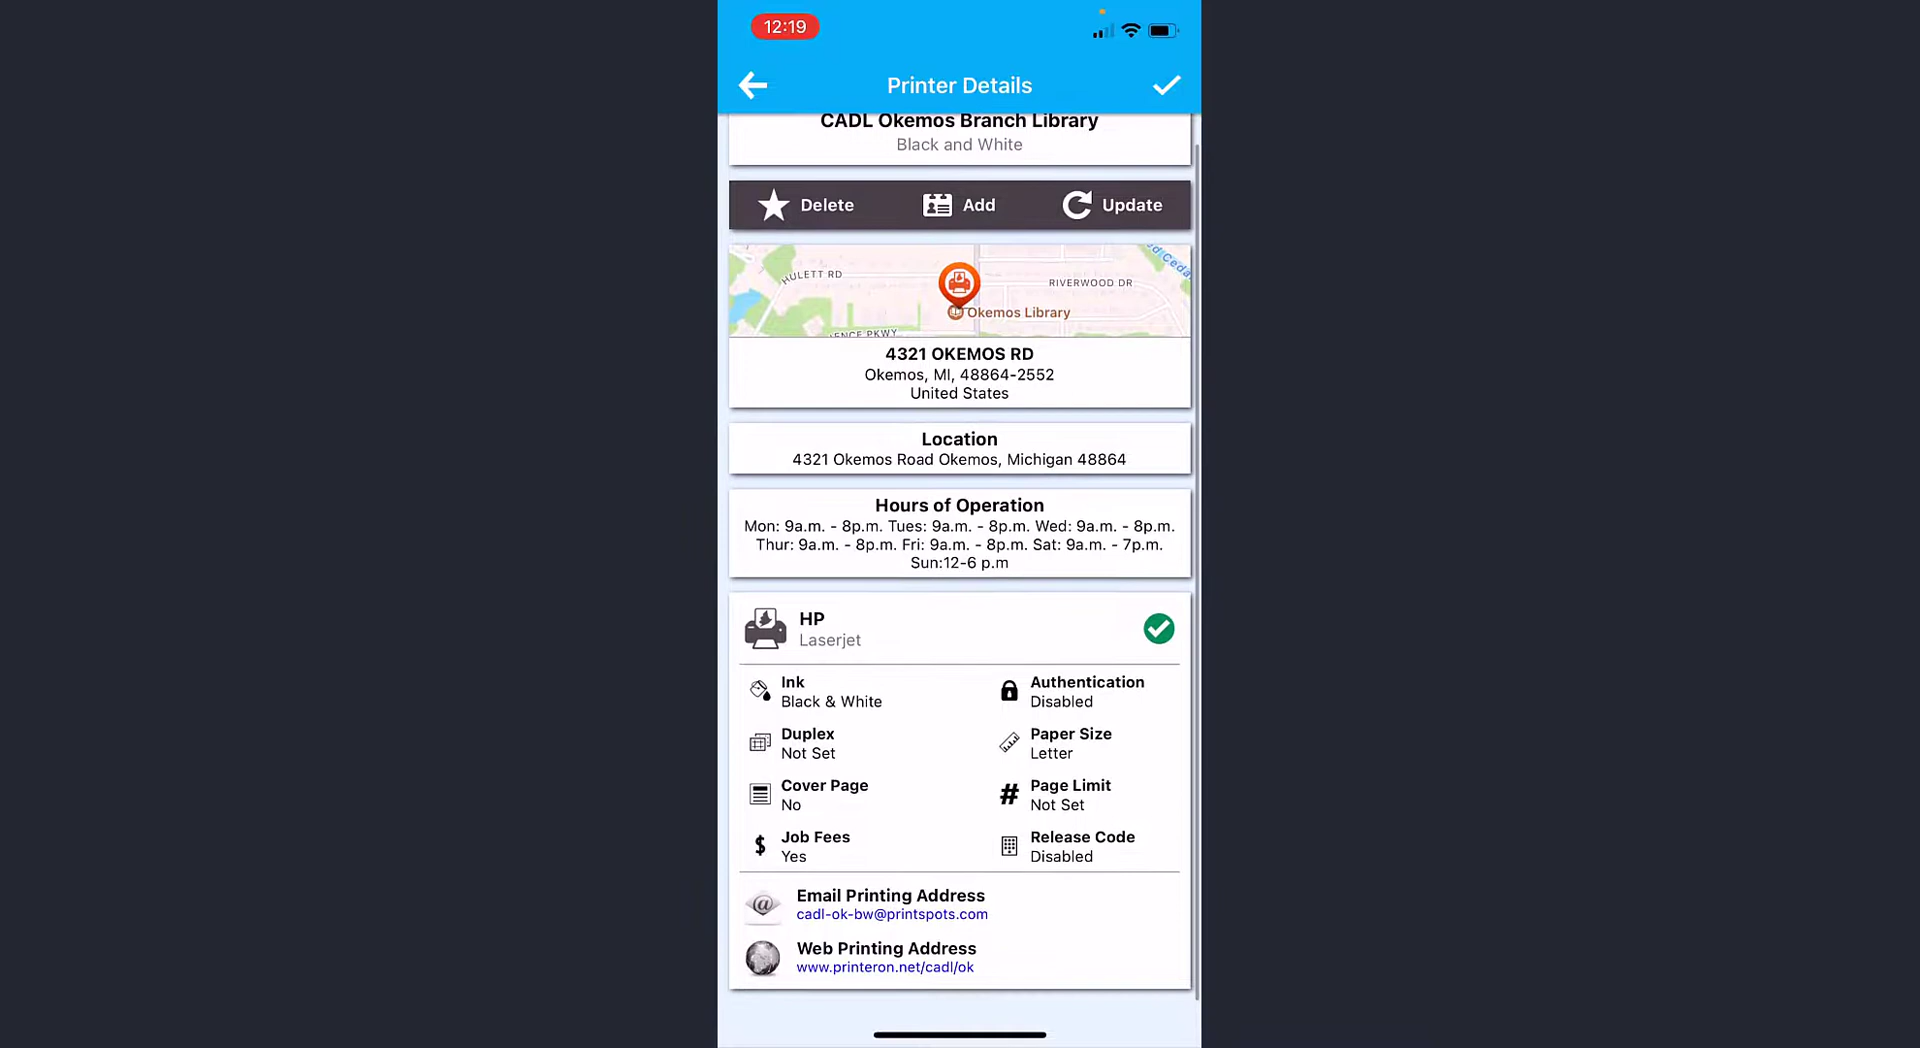 12:19
Printer Details
CADL Okemos Branch Library
Black and White
Delete
Add
Update
HULETT RD
RIVERWOOD DR
Okemos Library
ENCE PKWY
4321 OKEMOS RD
Okemos, MI, 48864-2552
United States
Location
4321 Okemos Road Okemos, Michigan 48864
Hours of Operation
Mon: 9a.m. - 8p.m. Tues: 9a.m. - 8p.m. Wed: 9a.m. - 8p.m.
Thur: 9a.m. - 8p.m. Fri: 9a.m. - 8p.m. Sat: 9a.m. - 7p.m.
Sun:12-6 p.m
HP
Laserjet
Ink
Black & White
Authentication
Disabled
Duplex
Not Set
Paper Size
Letter
Cover Page
No
Page Limit
Not Set
Job Fees
Yes
Release Code
Disabled
Email Printing Address
cadl-ok-bw@printspots.com
Web Printing Address
www.printeron.net/cadl/ok